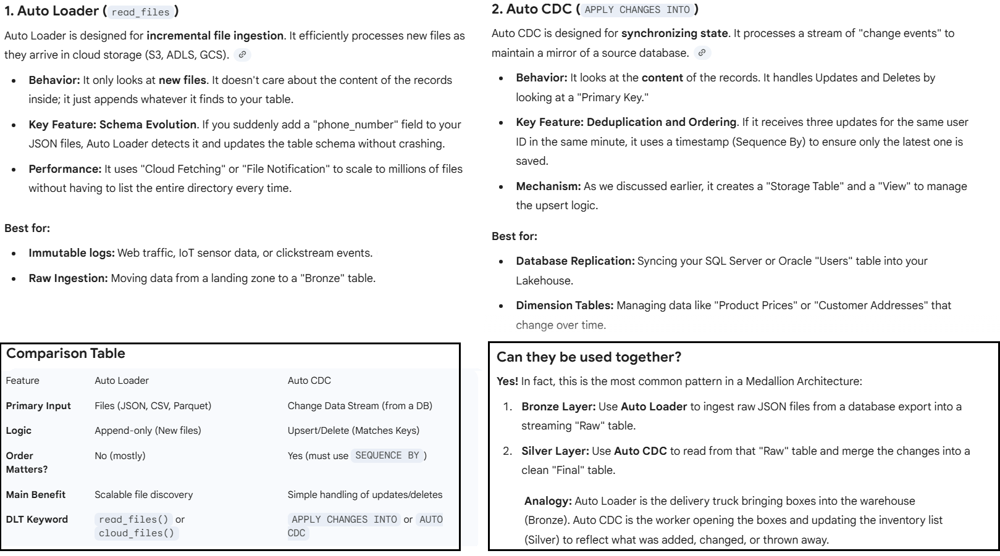 1. Auto Loader ( read_files )
Auto Loader is designed for incremental file ingestion. It efficiently processes new files as
they arrive in cloud storage (S3, ADLS, GCS).
• Behavior: It only looks at new files. It doesn't care about the content of the records
inside; it just appends whatever it finds to your table.
• Key Feature: Schema Evolution. If you suddenly add a "phone_number" field to your
JSON files, Auto Loader detects it and updates the table schema without crashing.
• Performance: It uses "Cloud Fetching" or "File Notification" to scale to millions of files
without having to list the entire directory every time.
Best for:
• Immutable logs: Web traffic, IoT sensor data, or clickstream events.
• Raw Ingestion: Moving data from a landing zone to a "Bronze" table.
2. Auto CDC ( APPLY CHANGES INTO )
Auto CDC is designed for synchronizing state. It processes a stream of "change events" to
maintain a mirror of a source database.
• Behavior: It looks at the content of the records. It handles Updates and Deletes by
looking at a "Primary Key."
• Key Feature: Deduplication and Ordering. If it receives three updates for the same user
ID in the same minute, it uses a timestamp (Sequence By) to ensure only the latest one is
saved.
• Mechanism: As we discussed earlier, it creates a "Storage Table" and a "View" to manage
the upsert logic.
Best for:
• Database Replication: Syncing your SQL Server or Oracle "Users" table into your
Lakehouse.
• Dimension Tables: Managing data like "Product Prices" or "Customer Addresses" that
change over time.
Comparison Table
Feature Auto Loader Auto CDC
Primary Input Files (JSON, CSV, Parquet) Change Data Stream (from a DB)
Logic Append-only (New files) Upsert/Delete (Matches Keys)
Order No (mostly) Yes (must use SEQUENCE BY )
Matters?
Main Benefit Scalable file discovery Simple handling of updates/deletes
DLT Keyword read_files() or APPLY CHANGES INTO or AUTO
cloud_files() CDC
Can they be used together?
Yes! In fact, this is the most common pattern in a Medallion Architecture:
1. Bronze Layer: Use Auto Loader to ingest raw JSON files from a database export into a
streaming "Raw" table.
2. Silver Layer: Use Auto CDC to read from that "Raw" table and merge the changes into a
clean "Final" table.
Analogy: Auto Loader is the delivery truck bringing boxes into the warehouse
(Bronze). Auto CDC is the worker opening the boxes and updating the inventory list
(Silver) to reflect what was added, changed, or thrown away.